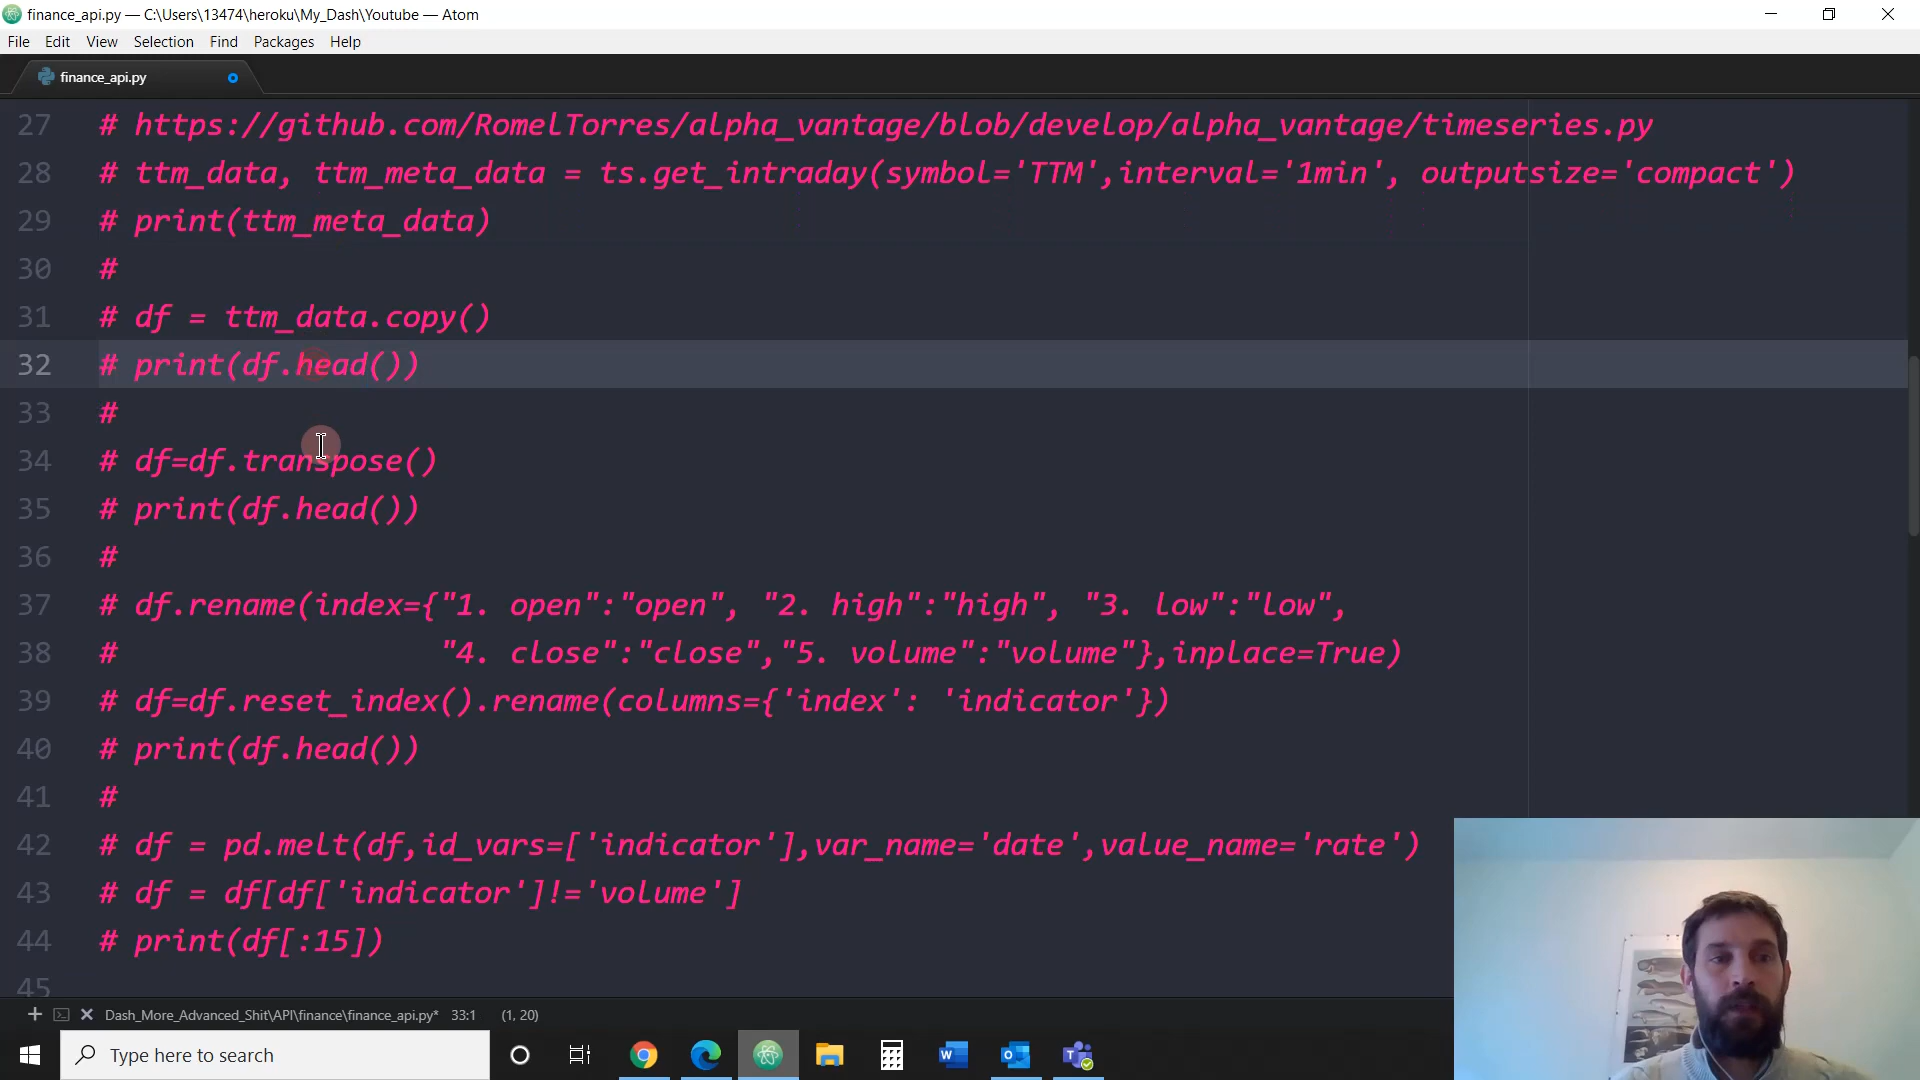 finance_api.py — C:\Users\13474\heroku\My_Dash\Youtube — Atom
File Edit View Selection Find Packages Help
finance_api.py
27 # https://github.com/RomelTorres/alpha_vantage/blob/develop/alpha_vantage/timeseries.py
28 # ttm_data, ttm_meta_data = ts.get_intraday(symbol='TTM',interval='1min', outputsize='compact')
29 # print(ttm_meta_data)
30 #
31 # df = ttm_data.copy()
32 # print(df.head())
33 #
34 # df=df.transpose()
35 # print(df.head())
36 #
37 # df.rename(index={"1. open":"open", "2. high":"high", "3. low":"low",
38 # "4. close":"close","5. volume":"volume"},inplace=True)
39 # df=df.reset_index().rename(columns={'index': 'indicator'})
40 # print(df.head())
41 #
42 # df = pd.melt(df,id_vars=['indicator'],var_name='date',value_name='rate')
43 # df = df[df['indicator']!='volume']
44 # print(df[:15])
45
Dash_More_Advanced_Shit\API\finance\finance_api.py* 33:1 (1, 20)
Type here to search